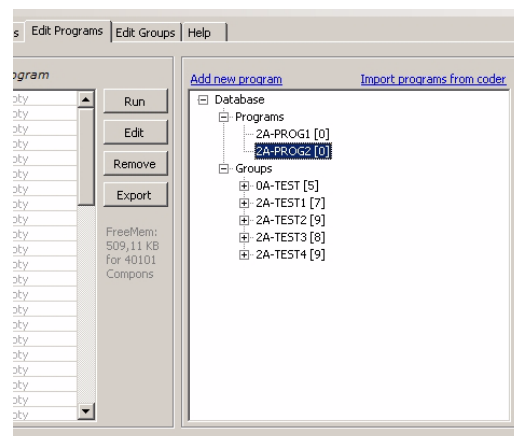 Edit Programs
Edit Groups
Help
Run
Edit
Remove
Export
FreeMem:
509,11 KB
for 40101
Compons
Add new program
Import programs from coder
Database
Programs
2A-PROG1 [0]
2A-PROG2 [0]
Groups
0A-TEST [5]
2A-TEST1 [7]
2A-TEST2 [9]
2A-TEST3 [8]
2A-TEST4 [9]